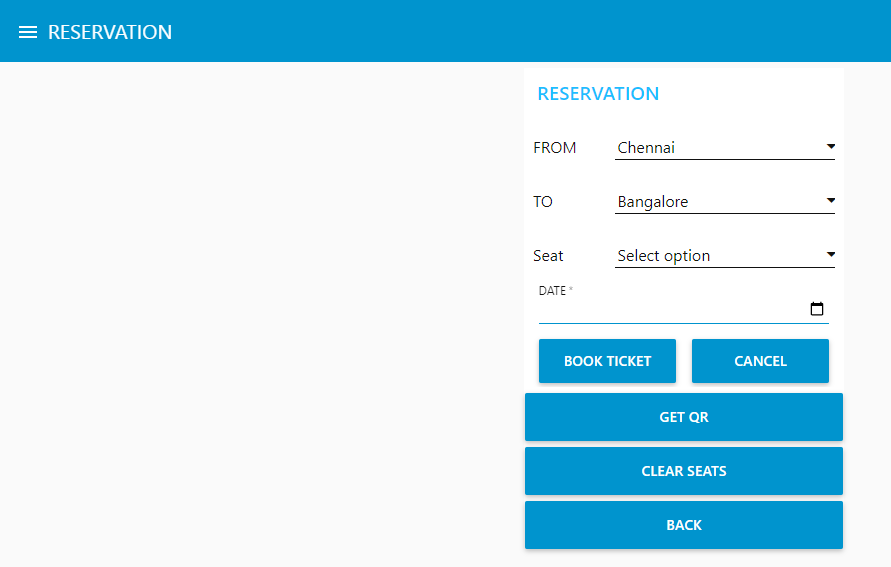 RESERVATION
RESERVATION
FROM Chennai
TO Bangalore
Seat Select option
DATE *
BOOK TICKET CANCEL
GET QR
CLEAR SEATS
BACK